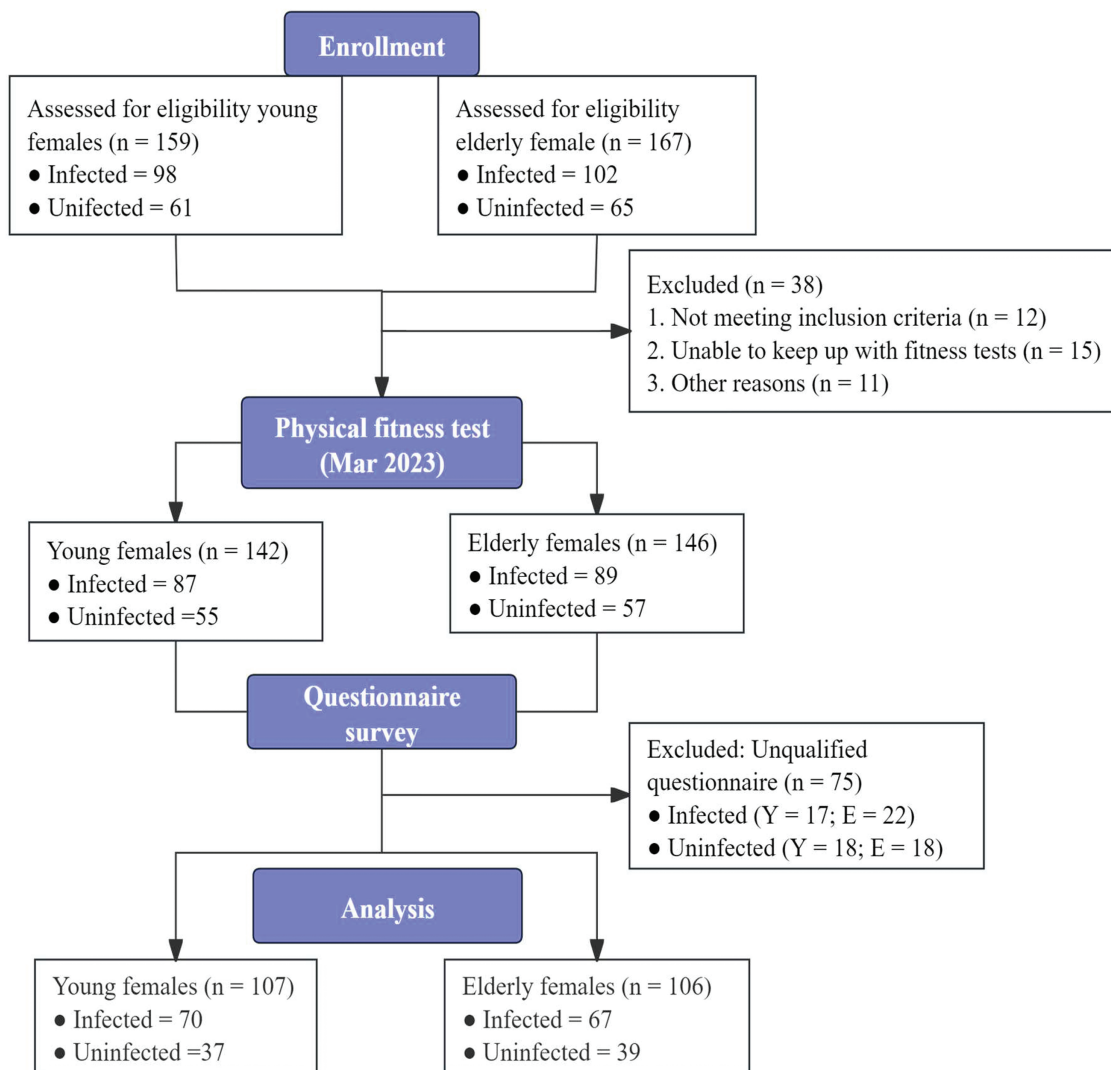 Enrollment
Assessed for eligibility young
females (n = 159)
● Infected = 98
● Unifected = 61
Assessed for eligibility
elderly female (n = 167)
● Infected = 102
● Uninfected = 65
Excluded (n = 38)
1. Not meeting inclusion criteria (n = 12)
2. Unable to keep up with fitness tests (n = 15)
3. Other reasons (n = 11)
Physical fitness test
(Mar 2023)
Young females (n = 142)
● Infected = 87
● Uninfected =55
Elderly females (n = 146)
● Infected = 89
● Uninfected = 57
Questionnaire
survey
Excluded: Unqualified
questionnaire (n = 75)
● Infected (Y = 17; E = 22)
● Uninfected (Y = 18; E = 18)
Analysis
Young females (n = 107)
● Infected = 70
● Uninfected =37
Elderly females (n = 106)
● Infected = 67
● Uninfected = 39